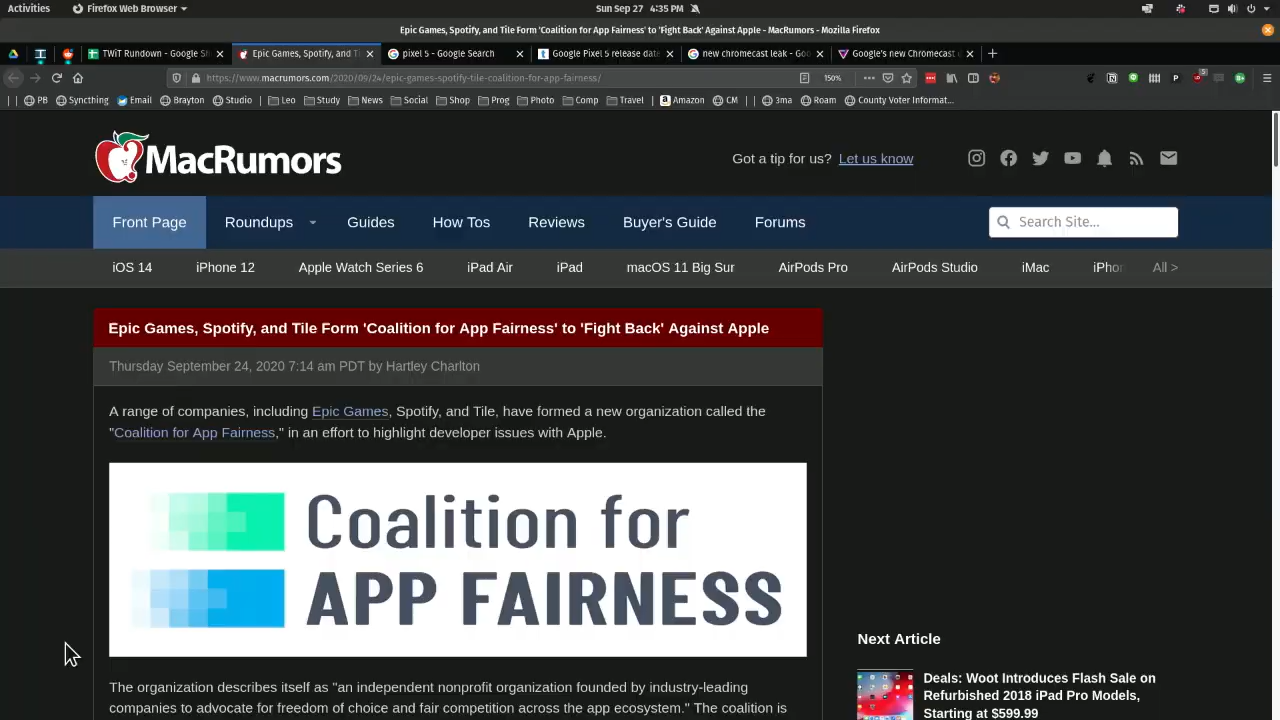 Activities
Firefox Web Browser
Sun Sep 27 4:35 PM
Epic Games, Spotify, and Tile Form 'Coalition for App Fairness' to 'Fight Back' Against Apple - MacRumors - Mozilla Firefox
TWiT Rundown - Google Sh
Epic Games, Spotify, and Ti
pixel 5 - Google Search
Google Pixel 5 release date
new chromecast leak - Goo
Google's new Chromecast d
https://www.macrumors.com/2020/09/24/epic-games-spotify-tile-coalition-for-app-fairness/
150%
PB
Syncthing
Email
Brayton
Studio
Leo
Study
News
Social
Shop
Prog
Photo
Comp
Travel
Amazon
CM
3ma
Roam
County Voter Informat...
MacRumors
Got a tip for us? Let us know
Front Page
Roundups
Guides
How Tos
Reviews
Buyer's Guide
Forums
Search Site...
iOS 14
iPhone 12
Apple Watch Series 6
iPad Air
iPad
macOS 11 Big Sur
AirPods Pro
AirPods Studio
iMac
iPhon
All >
Epic Games, Spotify, and Tile Form 'Coalition for App Fairness' to 'Fight Back' Against Apple
Thursday September 24, 2020 7:14 am PDT by Hartley Charlton
A range of companies, including Epic Games, Spotify, and Tile, have formed a new organization called the
"Coalition for App Fairness," in an effort to highlight developer issues with Apple.
Coalition for
APP FAIRNESS
The organization describes itself as "an independent nonprofit organization founded by industry-leading
companies to advocate for freedom of choice and fair competition across the app ecosystem." The coalition is
Next Article
Deals: Woot Introduces Flash Sale on
Refurbished 2018 iPad Pro Models,
Starting at $599.99